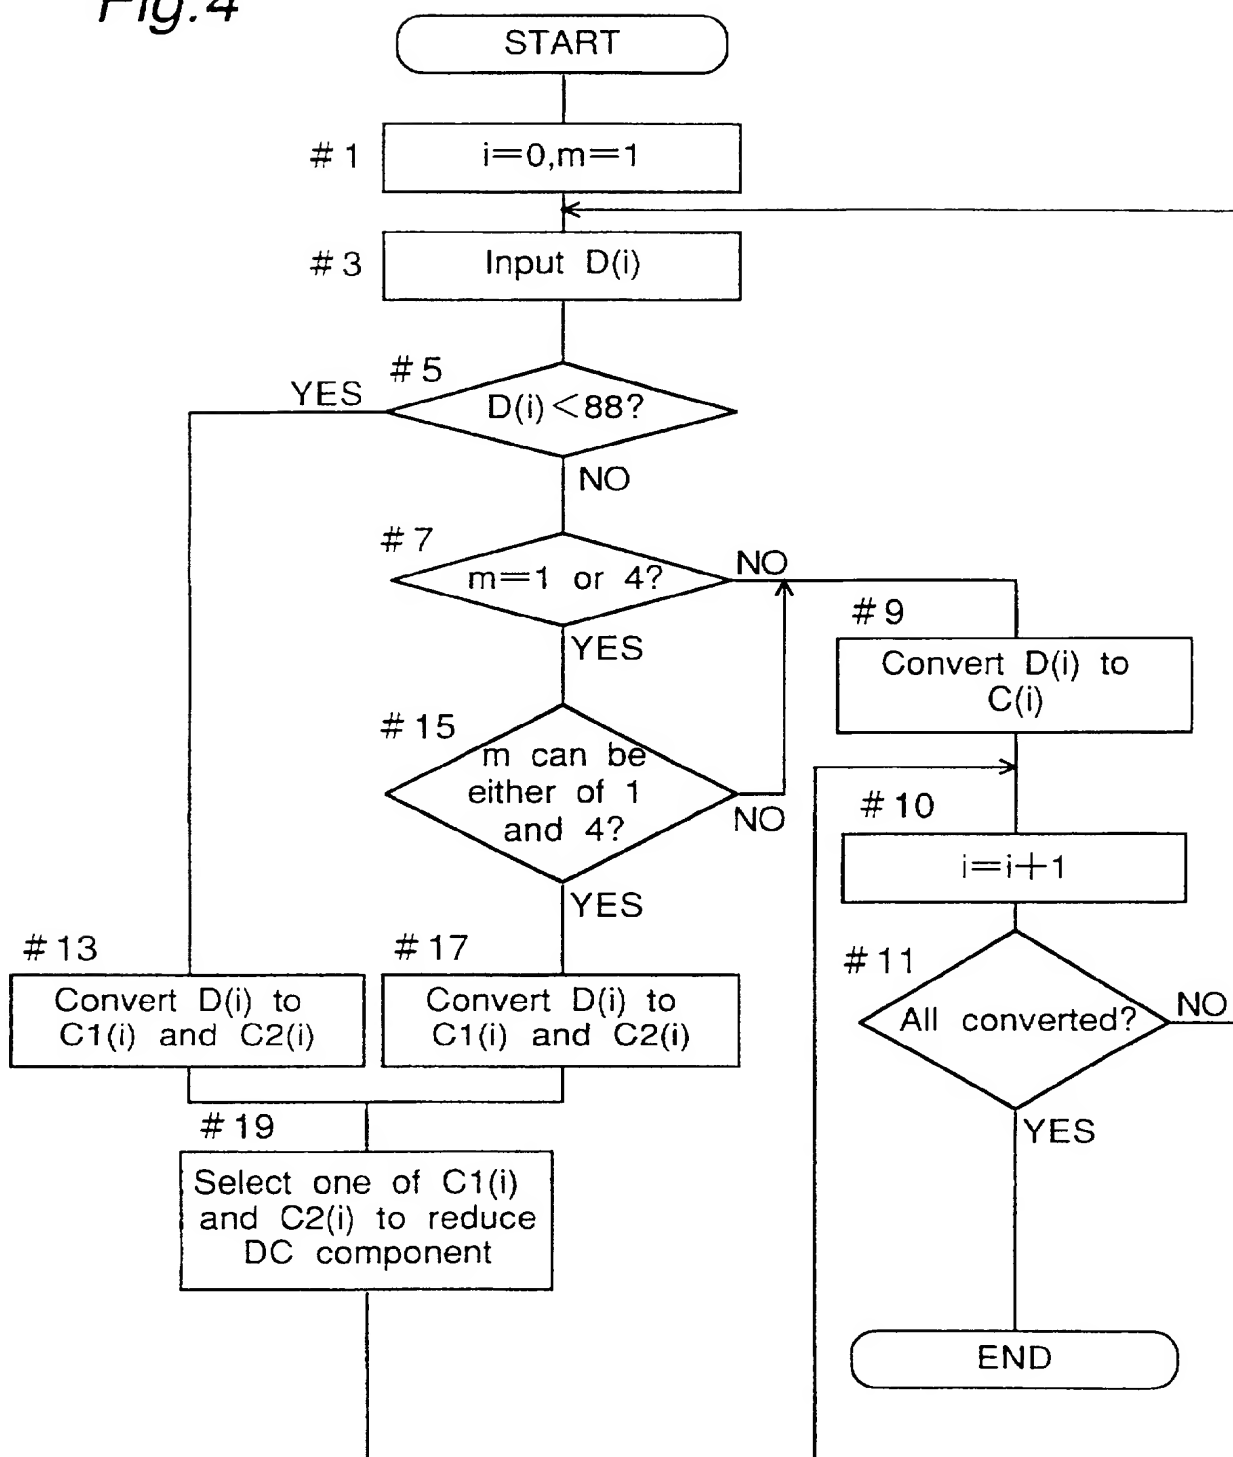 Fig.4
START
#1
i=0,m=1
#3
Input D(i)
#5
YES
D(i)<88?
NO
#7
m=1 or 4?
NO
YES
#9
Convert D(i) to
C(i)
#15
m can be
either of 1
and 4?
NO
YES
#10
i=i+1
#11
All converted?
NO
YES
#13
Convert D(i) to
C1(i) and C2(i)
#17
Convert D(i) to
C1(i) and C2(i)
#19
Select one of C1(i)
and C2(i) to reduce
DC component
END